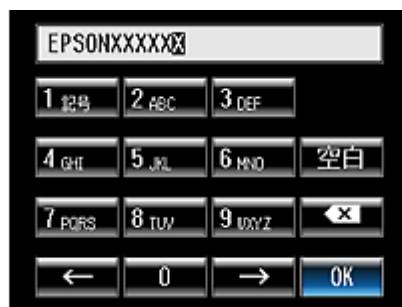 EPSONXXXXXX
1 記号 2 ABC 3 DEF
4 GHI 5 JKL 6 MNO 空白
7 PQRS 8 TUV 9 WXYZ
← 0 → OK